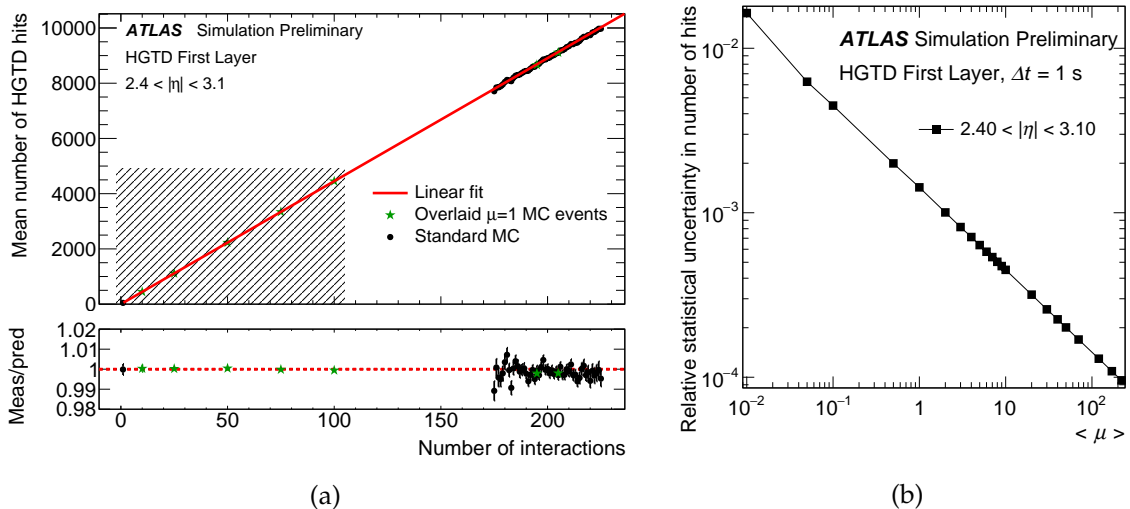 ATLAS Simulation Preliminary
HGTD First Layer
2.4 < |η| < 3.1
Mean number of HGTD hits
10000
8000
6000
4000
2000
0
Linear fit
Overlaid μ=1 MC events
Standard MC
Meas/pred
1.02
1.01
1
0.99
0.98
0 50 100 150 200
Number of interactions
(a)
Relative statistical uncertainty in number of hits
ATLAS Simulation Preliminary
HGTD First Layer, Δt = 1 s
2.40 < |η| < 3.10
10⁻²
10⁻³
10⁻⁴
10⁻² 10⁻¹ 1 10 10²
< μ >
(b)